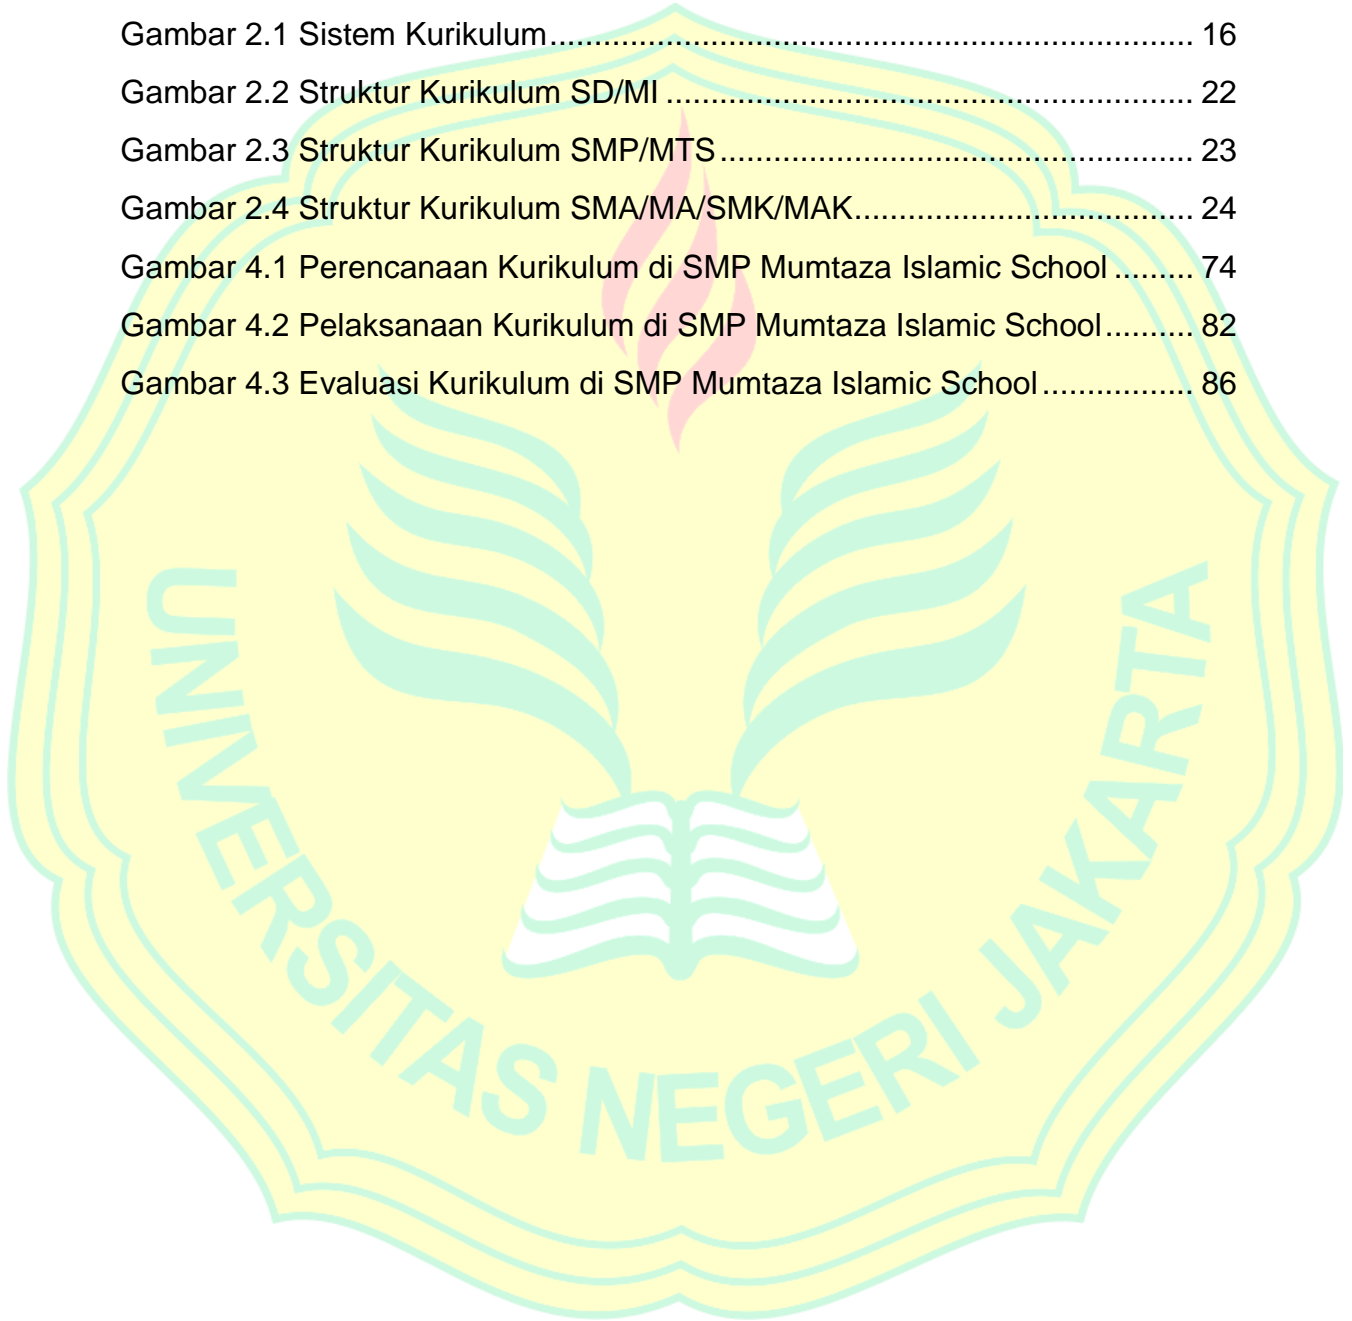 Gambar 2.1 Sistem Kurikulum........................................................................ 16
Gambar 2.2 Struktur Kurikulum SD/MI ........................................................... 22
Gambar 2.3 Struktur Kurikulum SMP/MTS ..................................................... 23
Gambar 2.4 Struktur Kurikulum SMA/MA/SMK/MAK...................................... 24
Gambar 4.1 Perencanaan Kurikulum di SMP Mumtaza Islamic School ......... 74
Gambar 4.2 Pelaksanaan Kurikulum di SMP Mumtaza Islamic School.......... 82
Gambar 4.3 Evaluasi Kurikulum di SMP Mumtaza Islamic School ................. 86
UNIVERSITAS NEGERI JAKARTA